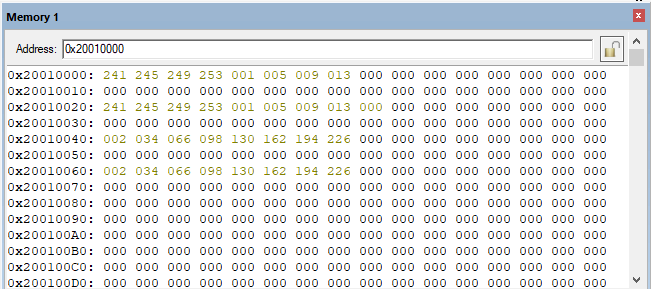 Memory 1
Address: 0x20010000
0x20010000: 241 245 249 253 001 005 009 013 000 000 000 000 000 000 000 000
0x20010010: 000 000 000 000 000 000 000 000 000 000 000 000 000 000 000 000
0x20010020: 241 245 249 253 001 005 009 013 000 000 000 000 000 000 000 000
0x20010030: 000 000 000 000 000 000 000 000 000 000 000 000 000 000 000 000
0x20010040: 002 034 066 098 130 162 194 226 000 000 000 000 000 000 000 000
0x20010050: 000 000 000 000 000 000 000 000 000 000 000 000 000 000 000 000
0x20010060: 002 034 066 098 130 162 194 226 000 000 000 000 000 000 000 000
0x20010070: 000 000 000 000 000 000 000 000 000 000 000 000 000 000 000 000
0x20010080: 000 000 000 000 000 000 000 000 000 000 000 000 000 000 000 000
0x20010090: 000 000 000 000 000 000 000 000 000 000 000 000 000 000 000 000
0x200100A0: 000 000 000 000 000 000 000 000 000 000 000 000 000 000 000 000
0x200100B0: 000 000 000 000 000 000 000 000 000 000 000 000 000 000 000 000
0x200100C0: 000 000 000 000 000 000 000 000 000 000 000 000 000 000 000 000
0x200100D0: 000 000 000 000 000 000 000 000 000 000 000 000 000 000 000 000